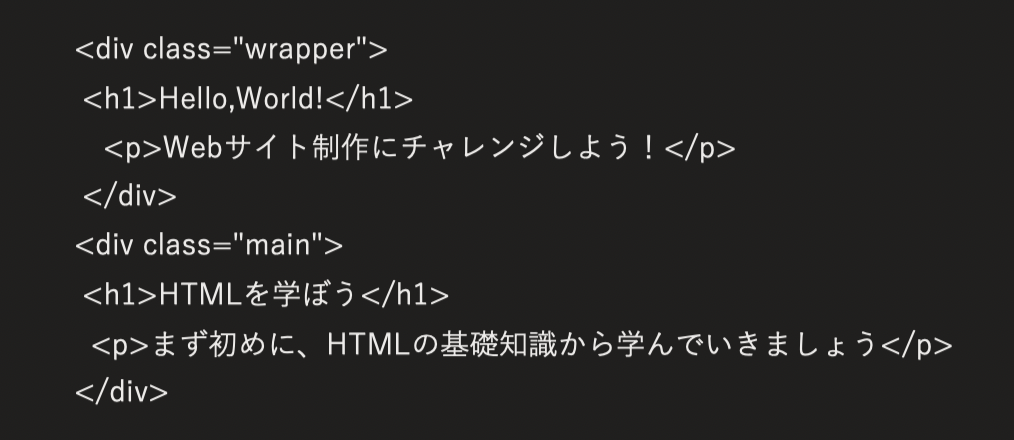 <div class="wrapper">
<h1>Hello,World!</h1>
<p>Webサイト制作にチャレンジしよう！</p>
</div>
<div class="main">
<h1>HTMLを学ぼう</h1>
<p>まず初めに、HTMLの基礎知識から学んでいきましょう</p>
</div>